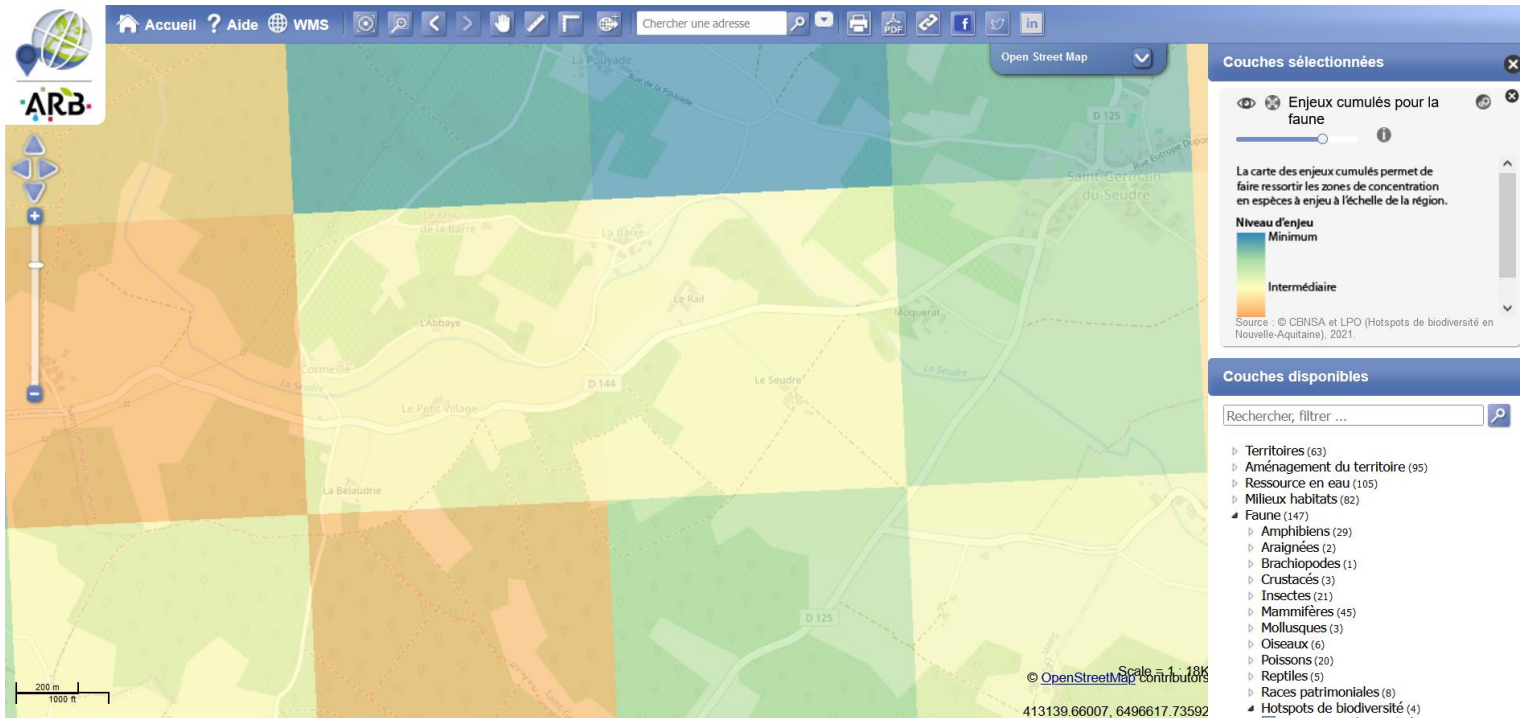 Accueil ? Aide WMS
Chercher une adresse
PDF
f
in
ARB
Open Street Map
La Pouyade
Rue de la Pouyade
D 125
Rue Eutrope Dupon
Saint-Germain-
du-Seudre
Le Moulin
de la Barre
La Barre
Le Rail
L'Abbaye
Moquerat
Cormeille
La Seudre
La Seudre
D 144
Le Seudre
Le Petit Village
La Belaudrie
D 125
200 m
1000 ft
Scale = 1 : 18K
© OpenStreetMap contributors
413139.66007, 6496617.73592
Couches sélectionnées
Enjeux cumulés pour la
faune
La carte des enjeux cumulés permet de
faire ressortir les zones de concentration
en espèces à enjeu à l'échelle de la région.
Niveau d'enjeu
Minimum
Intermédiaire
Source : © CBNSA et LPO (Hotspots de biodiversité en
Nouvelle-Aquitaine), 2021.
Couches disponibles
Rechercher, filtrer ...
Territoires (63)
Aménagement du territoire (95)
Ressource en eau (105)
Milieux habitats (82)
Faune (147)
Amphibiens (29)
Araignées (2)
Brachiopodes (1)
Crustacés (3)
Insectes (21)
Mammifères (45)
Mollusques (3)
Oiseaux (6)
Poissons (20)
Reptiles (5)
Races patrimoniales (8)
Hotspots de biodiversité (4)